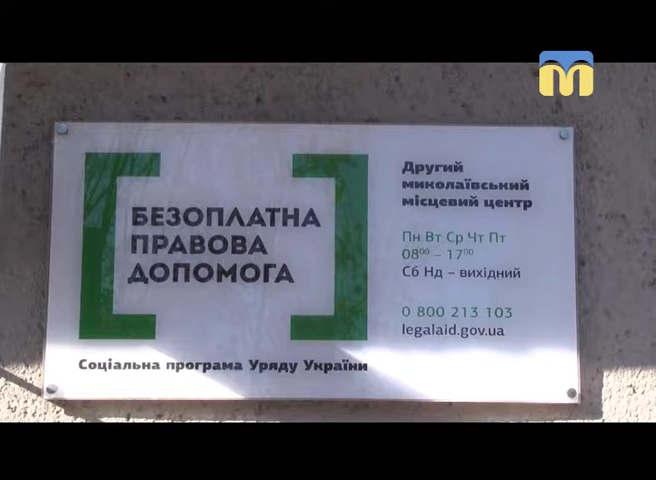 БЕЗОПЛАТНА
ПРАВОВА
ДОПОМОГА
Соціальна програма Уряду України
Другий
миколаївський
місцевий центр
Пн Вт Ср Чт Пт
08⁰⁰ – 17⁰⁰
Сб Нд – вихідний
0 800 213 103
legalaid.gov.ua
М